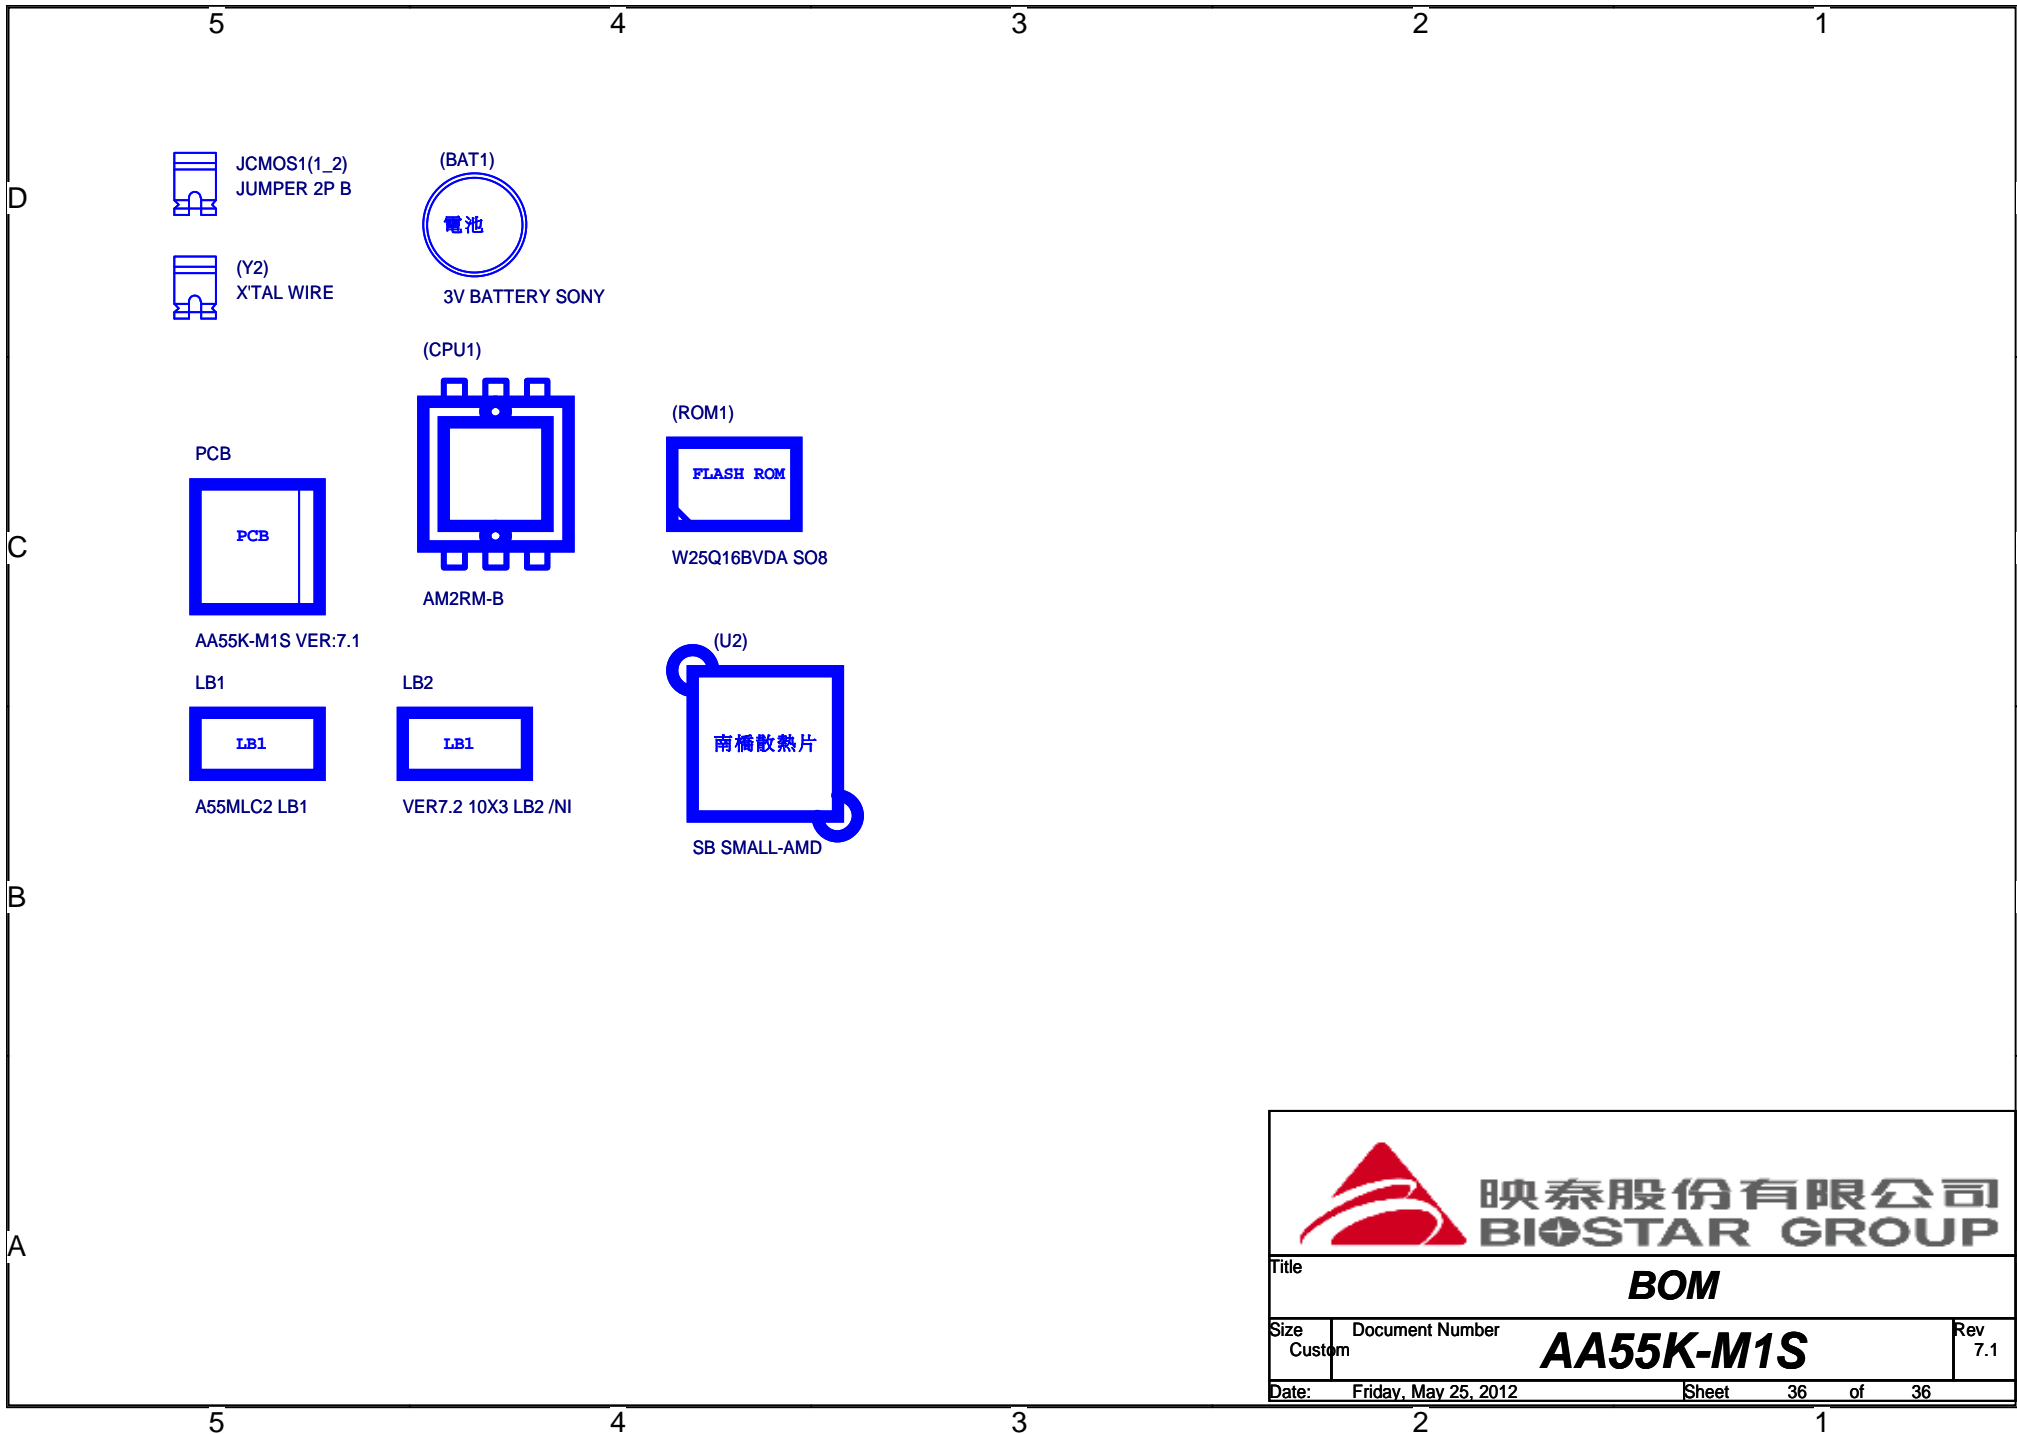 5 4 3 2 1
D
JCMOS1(1_2)
JUMPER 2P B
(BAT1)
電池
3V BATTERY SONY
(Y2)
X'TAL WIRE
(CPU1)
AM2RM-B
(ROM1)
FLASH ROM
W25Q16BVDA SO8
C
PCB
PCB
AA55K-M1S VER:7.1
LB1
LB1
A55MLC2 LB1
LB2
LB1
VER7.2 10X3 LB2 /NI
(U2)
南橋散熱片
SB SMALL-AMD
B
A
映泰股份有限公司
BIOSTAR GROUP
Title
BOM
Size
Custom
Document Number
AA55K-M1S
Rev
7.1
Date: Friday, May 25, 2012 Sheet 36 of 36
5 4 3 2 1